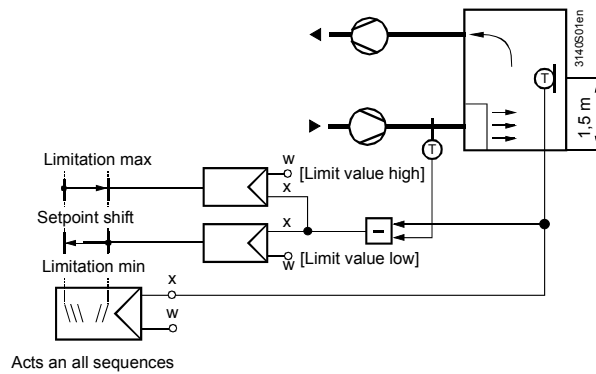 3140S01en
T
1,5 m
T
Limitation max
w
[Limit value high]
x
Setpoint shift
x
w
[Limit value low]
Limitation min
x
w
Acts an all sequences